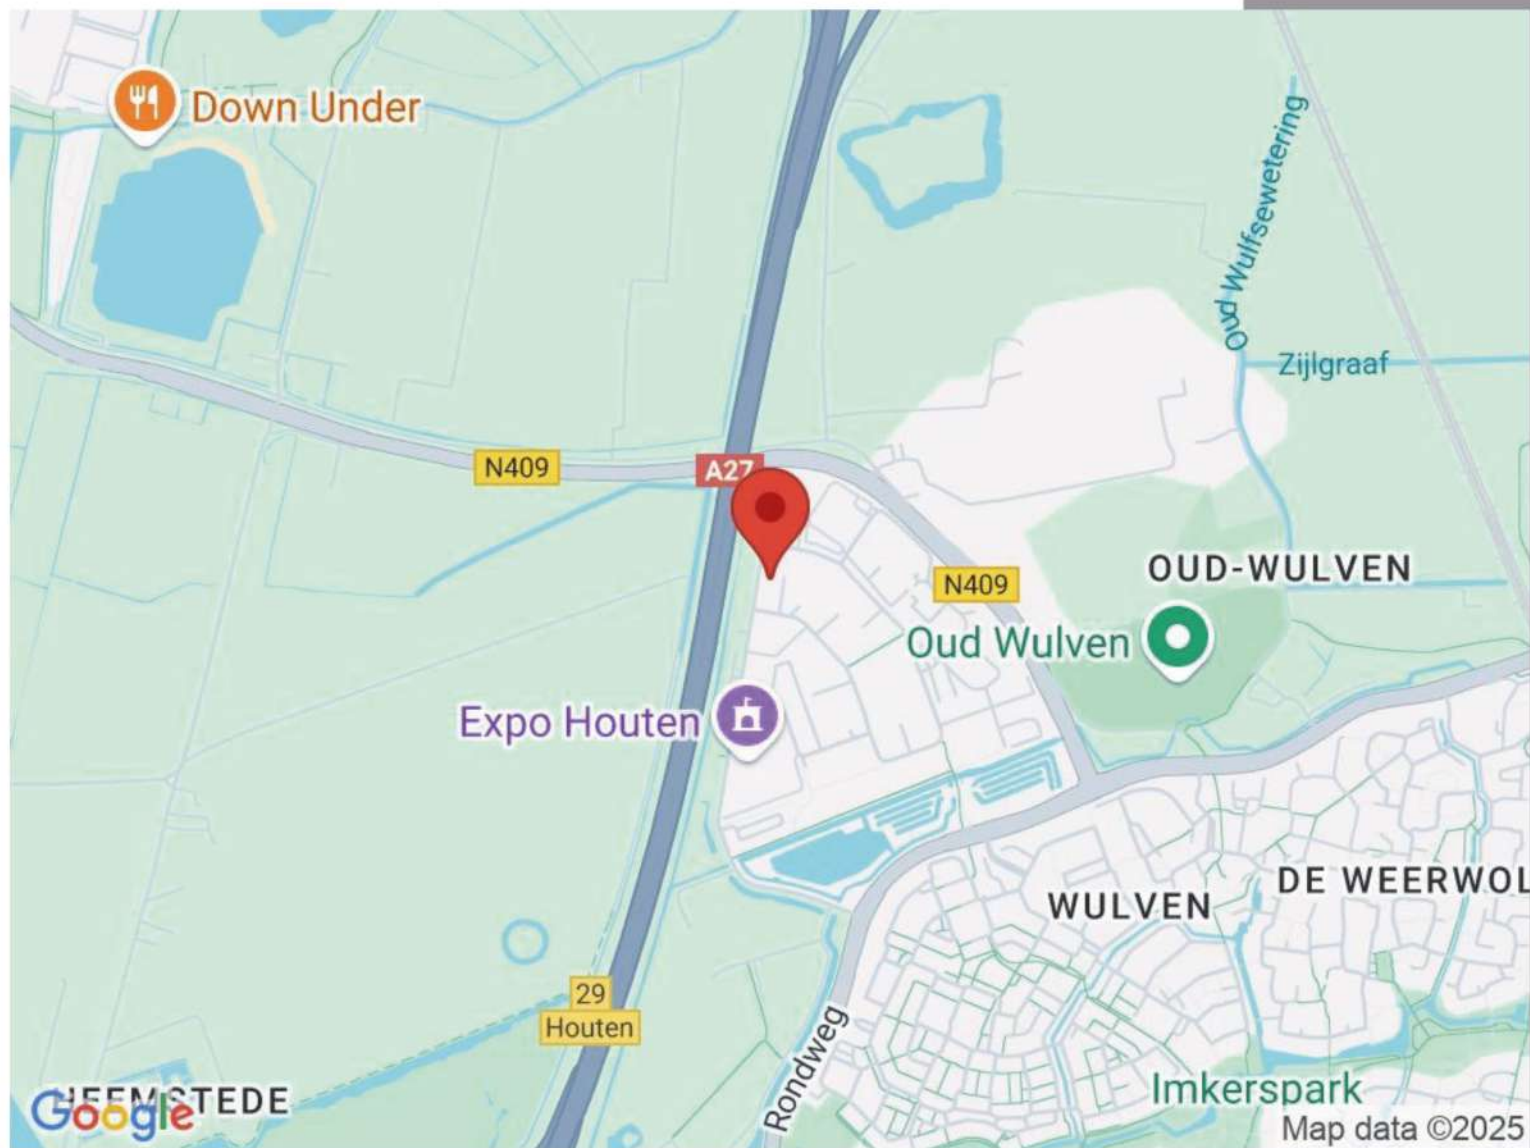 Down Under
Oud Wulfsewetering
Zijlgraaf
N409
A27
OUD-WULVEN
N409
Oud Wulven
Expo Houten
DE WEERWOL
WULVEN
29
Houten
Rondweg
Imkerspark
HEEMSTEDE
Google
Map data ©2025